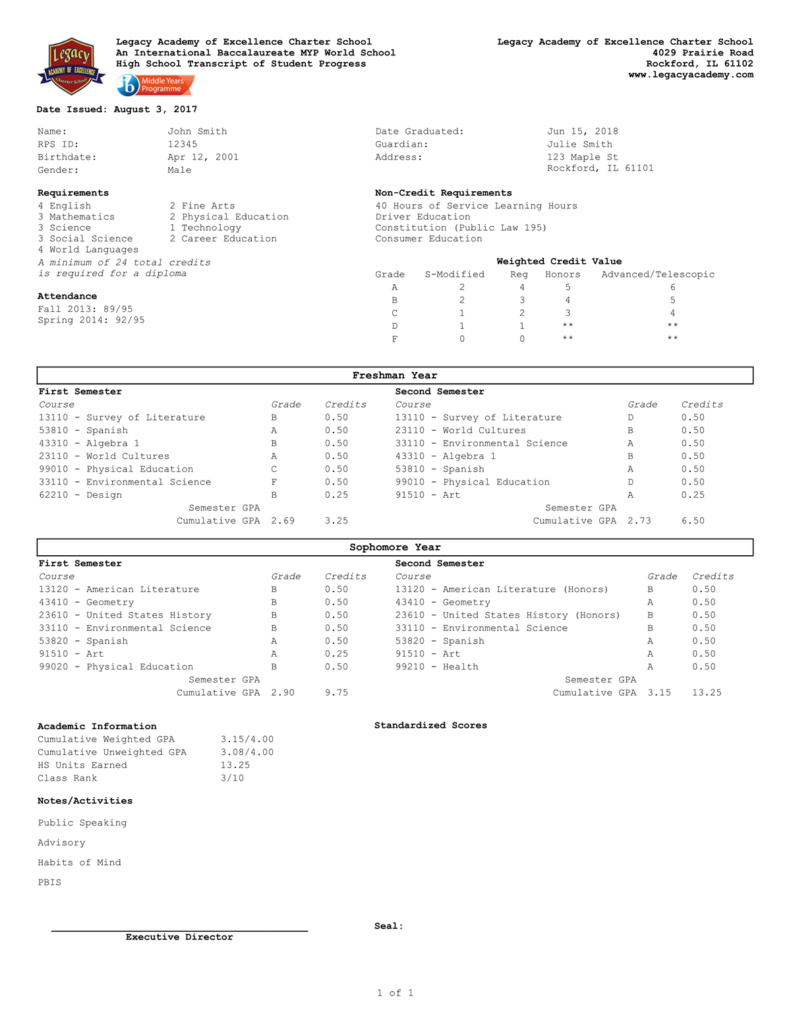 Legacy
ACADEMY OF EXCELLENCE
Charter School
Legacy Academy of Excellence Charter School
An International Baccalaureate MYP World School
High School Transcript of Student Progress
Middle Years
Programme
Legacy Academy of Excellence Charter School
4029 Prairie Road
Rockford, IL 61102
www.legacyacademy.com
Date Issued: August 3, 2017
Name: John Smith
RPS ID: 12345
Birthdate: Apr 12, 2001
Gender: Male
Date Graduated: Jun 15, 2018
Guardian: Julie Smith
Address: 123 Maple St
Rockford, IL 61101
Requirements
4 English 2 Fine Arts
3 Mathematics 2 Physical Education
3 Science 1 Technology
3 Social Science 2 Career Education
4 World Languages
A minimum of 24 total credits
is required for a diploma
Attendance
Fall 2013: 89/95
Spring 2014: 92/95
Non-Credit Requirements
40 Hours of Service Learning Hours
Driver Education
Constitution (Public Law 195)
Consumer Education
Weighted Credit Value
Grade S-Modified Reg Honors Advanced/Telescopic
A 2 4 5 6
B 2 3 4 5
C 1 2 3 4
D 1 1 ** **
F 0 0 ** **
Freshman Year
First Semester
Course Grade Credits
13110 - Survey of Literature B 0.50
53810 - Spanish A 0.50
43310 - Algebra 1 B 0.50
23110 - World Cultures A 0.50
99010 - Physical Education C 0.50
33110 - Environmental Science F 0.50
62210 - Design B 0.25
Semester GPA
Cumulative GPA 2.69 3.25
Second Semester
Course Grade Credits
13110 - Survey of Literature D 0.50
23110 - World Cultures B 0.50
33110 - Environmental Science A 0.50
43310 - Algebra 1 B 0.50
53810 - Spanish A 0.50
99010 - Physical Education D 0.50
91510 - Art A 0.25
Semester GPA
Cumulative GPA 2.73 6.50
Sophomore Year
First Semester
Course Grade Credits
13120 - American Literature B 0.50
43410 - Geometry B 0.50
23610 - United States History B 0.50
33110 - Environmental Science B 0.50
53820 - Spanish A 0.50
91510 - Art A 0.25
99020 - Physical Education B 0.50
Semester GPA
Cumulative GPA 2.90 9.75
Second Semester
Course Grade Credits
13120 - American Literature (Honors) B 0.50
43410 - Geometry A 0.50
23610 - United States History (Honors) B 0.50
33110 - Environmental Science B 0.50
53820 - Spanish A 0.50
91510 - Art A 0.50
99210 - Health A 0.50
Semester GPA
Cumulative GPA 3.15 13.25
Academic Information
Cumulative Weighted GPA 3.15/4.00
Cumulative Unweighted GPA 3.08/4.00
HS Units Earned 13.25
Class Rank 3/10
Standardized Scores
Notes/Activities
Public Speaking
Advisory
Habits of Mind
PBIS
Executive Director
Seal:
1 of 1